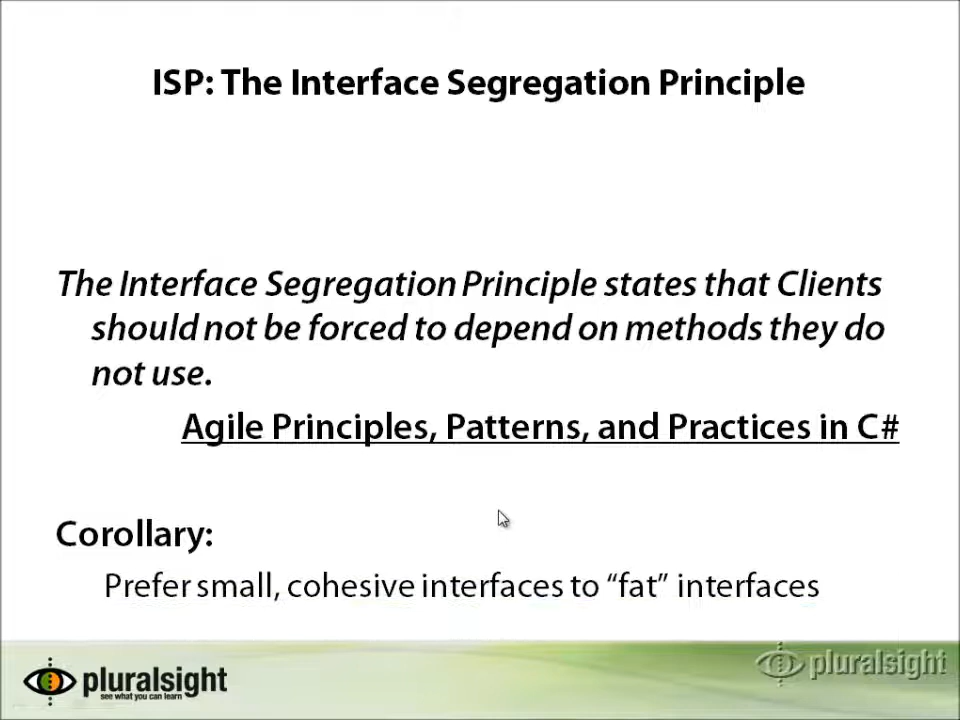 ISP: The Interface Segregation Principle
The Interface Segregation Principle states that Clients
should not be forced to depend on methods they do
not use.
Agile Principles, Patterns, and Practices in C#
Corollary:
Prefer small, cohesive interfaces to “fat” interfaces
pluralsight
see what you can learn
pluralsight